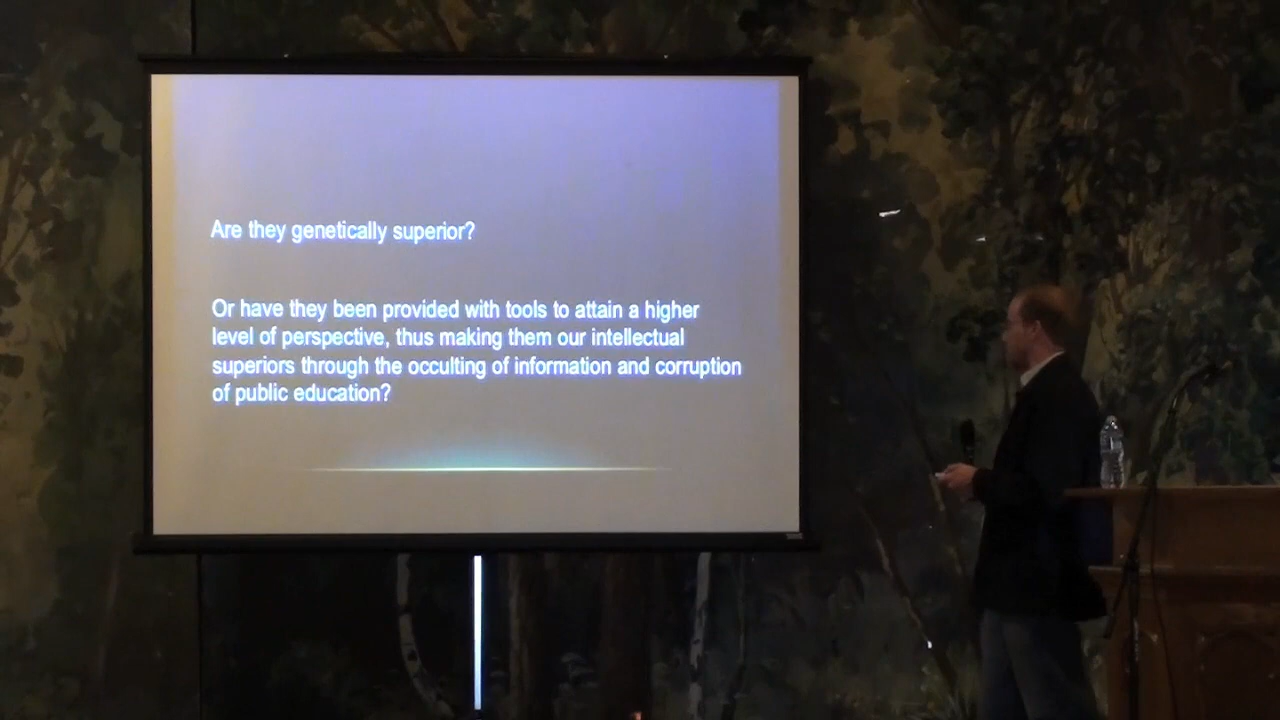 Are they genetically superior?
Or have they been provided with tools to attain a higher
level of perspective, thus making them our intellectual
superiors through the occulting of information and corruption
of public education?